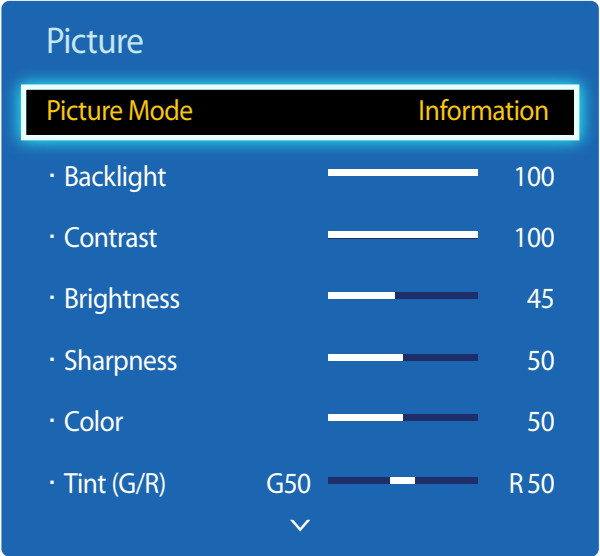 Picture
Picture Mode Information
· Backlight 100
· Contrast 100
· Brightness 45
· Sharpness 50
· Color 50
· Tint (G/R) G50 R50